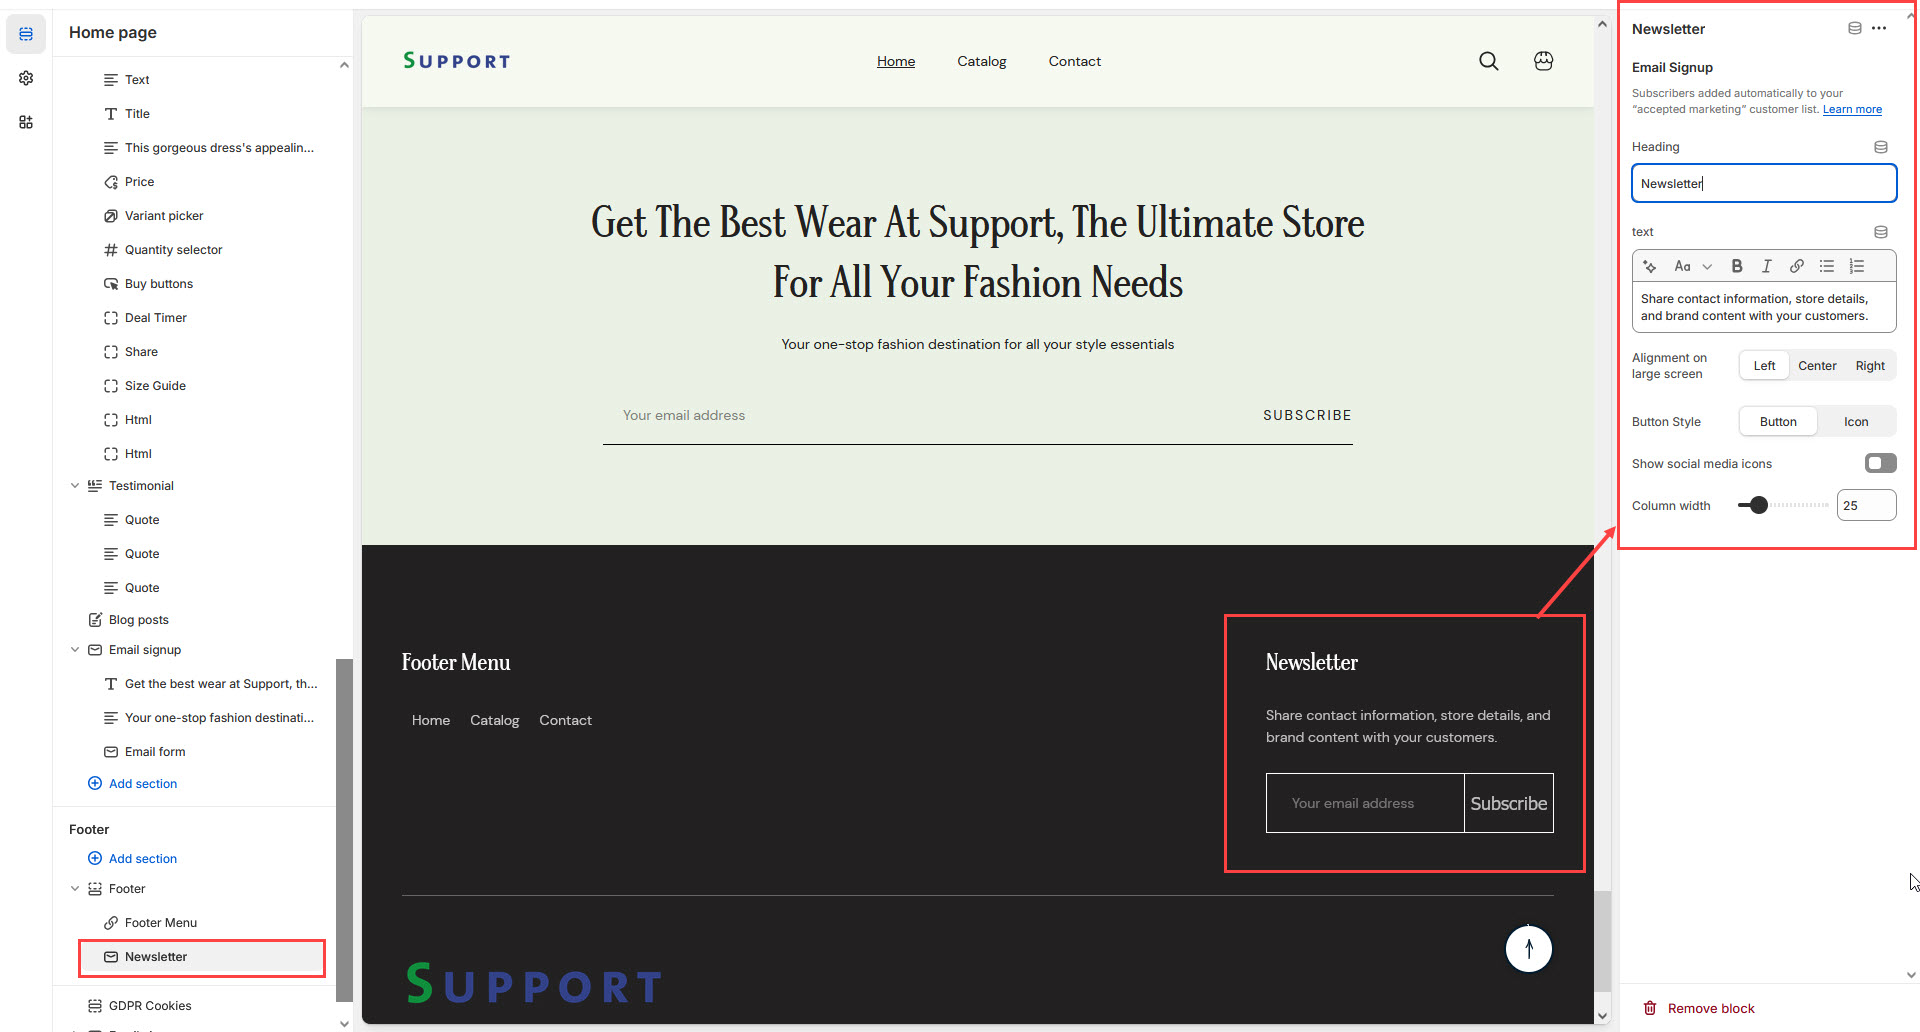 Home page
Text
Title
This gorgeous dress's appealin...
Price
Variant picker
Quantity selector
Buy buttons
Deal Timer
Share
Size Guide
Html
Html
Testimonial
Quote
Quote
Quote
Blog posts
Email signup
Get the best wear at Support, th...
Your one-stop fashion destinati...
Email form
Add section
Footer
Add section
Footer
Footer Menu
Newsletter
GDPR Cookies
SUPPORT
Home
Catalog
Contact
Get The Best Wear At Support, The Ultimate Store
For All Your Fashion Needs
Your one-stop fashion destination for all your style essentials
Your email address
SUBSCRIBE
Footer Menu
Home
Catalog
Contact
Newsletter
Share contact information, store details, and
brand content with your customers.
Your email address
Subscribe
SUPPORT
Newsletter
Email Signup
Subscribers added automatically to your
“accepted marketing” customer list. Learn more
Heading
Newsletter
text
Aa
B
I
Share contact information, store details,
and brand content with your customers.
Alignment on
large screen
Left
Center
Right
Button Style
Button
Icon
Show social media icons
Column width
25
Remove block